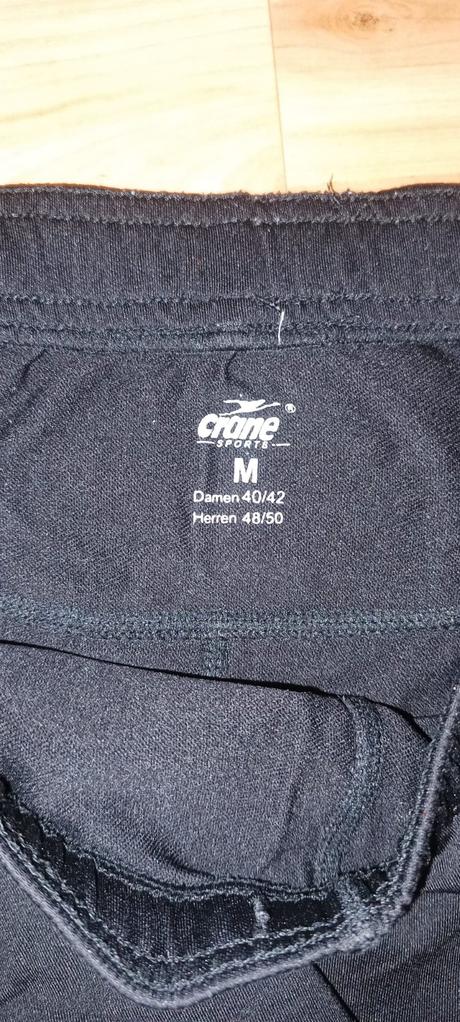 crane®
SPORTS
M
Damen 40/42
Herren 48/50